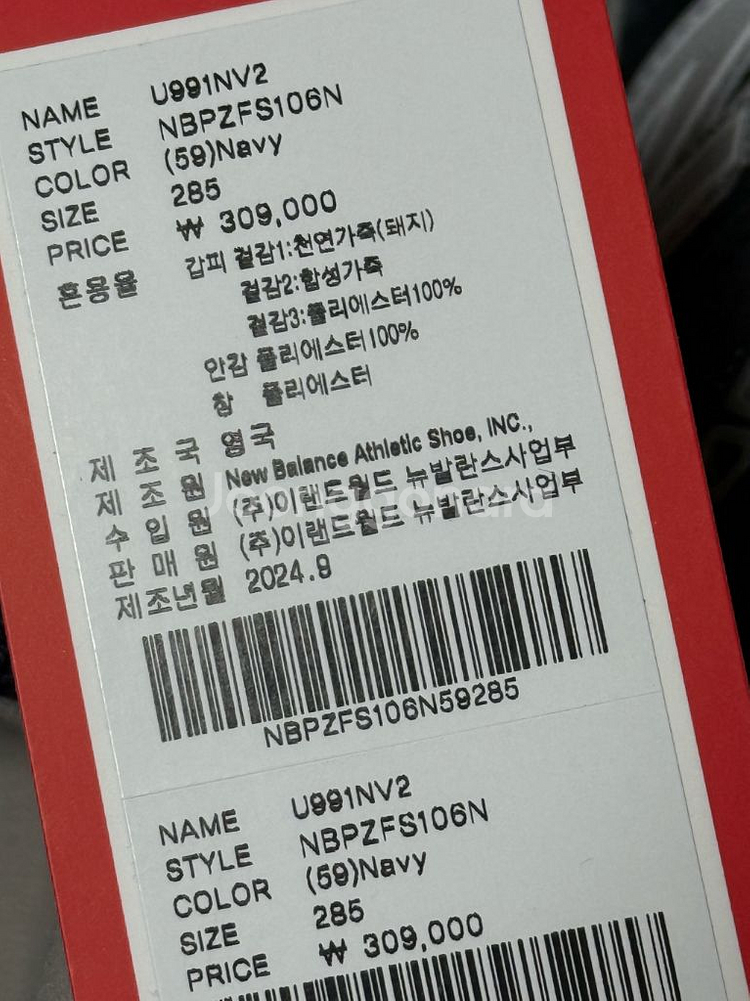 NAME U991NV2
STYLE NBPZFS106N
COLOR (59)Navy
SIZE 285
PRICE ₩ 309,000
혼용율 갑피 겉감1:천연가죽(돼지)
겉감2:합성가죽
겉감3:폴리에스터100%
안감 폴리에스터100%
창 폴리에스터
제조국 영국
제조원 New Balance Athletic Shoe, INC.,
수입원 (주)이랜드월드 뉴발란스사업부
판매원 (주)이랜드월드 뉴발란스사업부
제조년월 2024.9
Joonggonara
NBPZFS106N59285
NAME U991NV2
STYLE NBPZFS106N
COLOR (59)Navy
SIZE 285
PRICE ₩ 309,000